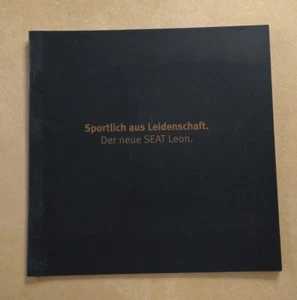 Sportlich aus Leidenschaft.
Der neue SEAT Leon.